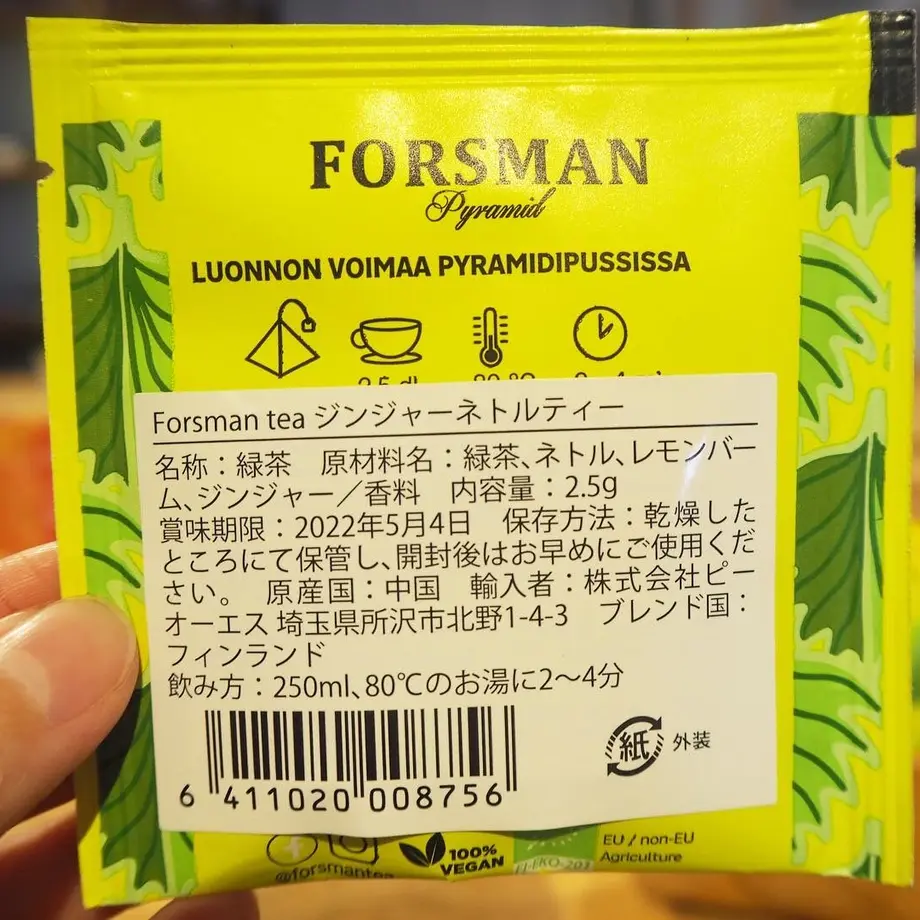 FORSMAN
Pyramid
LUONNON VOIMAA PYRAMIDIPUSSISSA
Forsman tea ジンジャーネトルティー
名称：緑茶　原材料名：緑茶、ネトル、レモンバー
ム、ジンジャー／香料　内容量：2.5g
賞味期限：2022年5月4日　保存方法：乾燥した
ところにて保管し、開封後はお早めにご使用くだ
さい。　原産国：中国　輸入者：株式会社ピー
オーエス 埼玉県所沢市北野1-4-3　ブレンド国：
フィンランド
飲み方：250ml、80℃のお湯に2〜4分
紙 外装
6 411020 008756
@forsmantea
100%
VEGAN
EU / non-EU
Agriculture